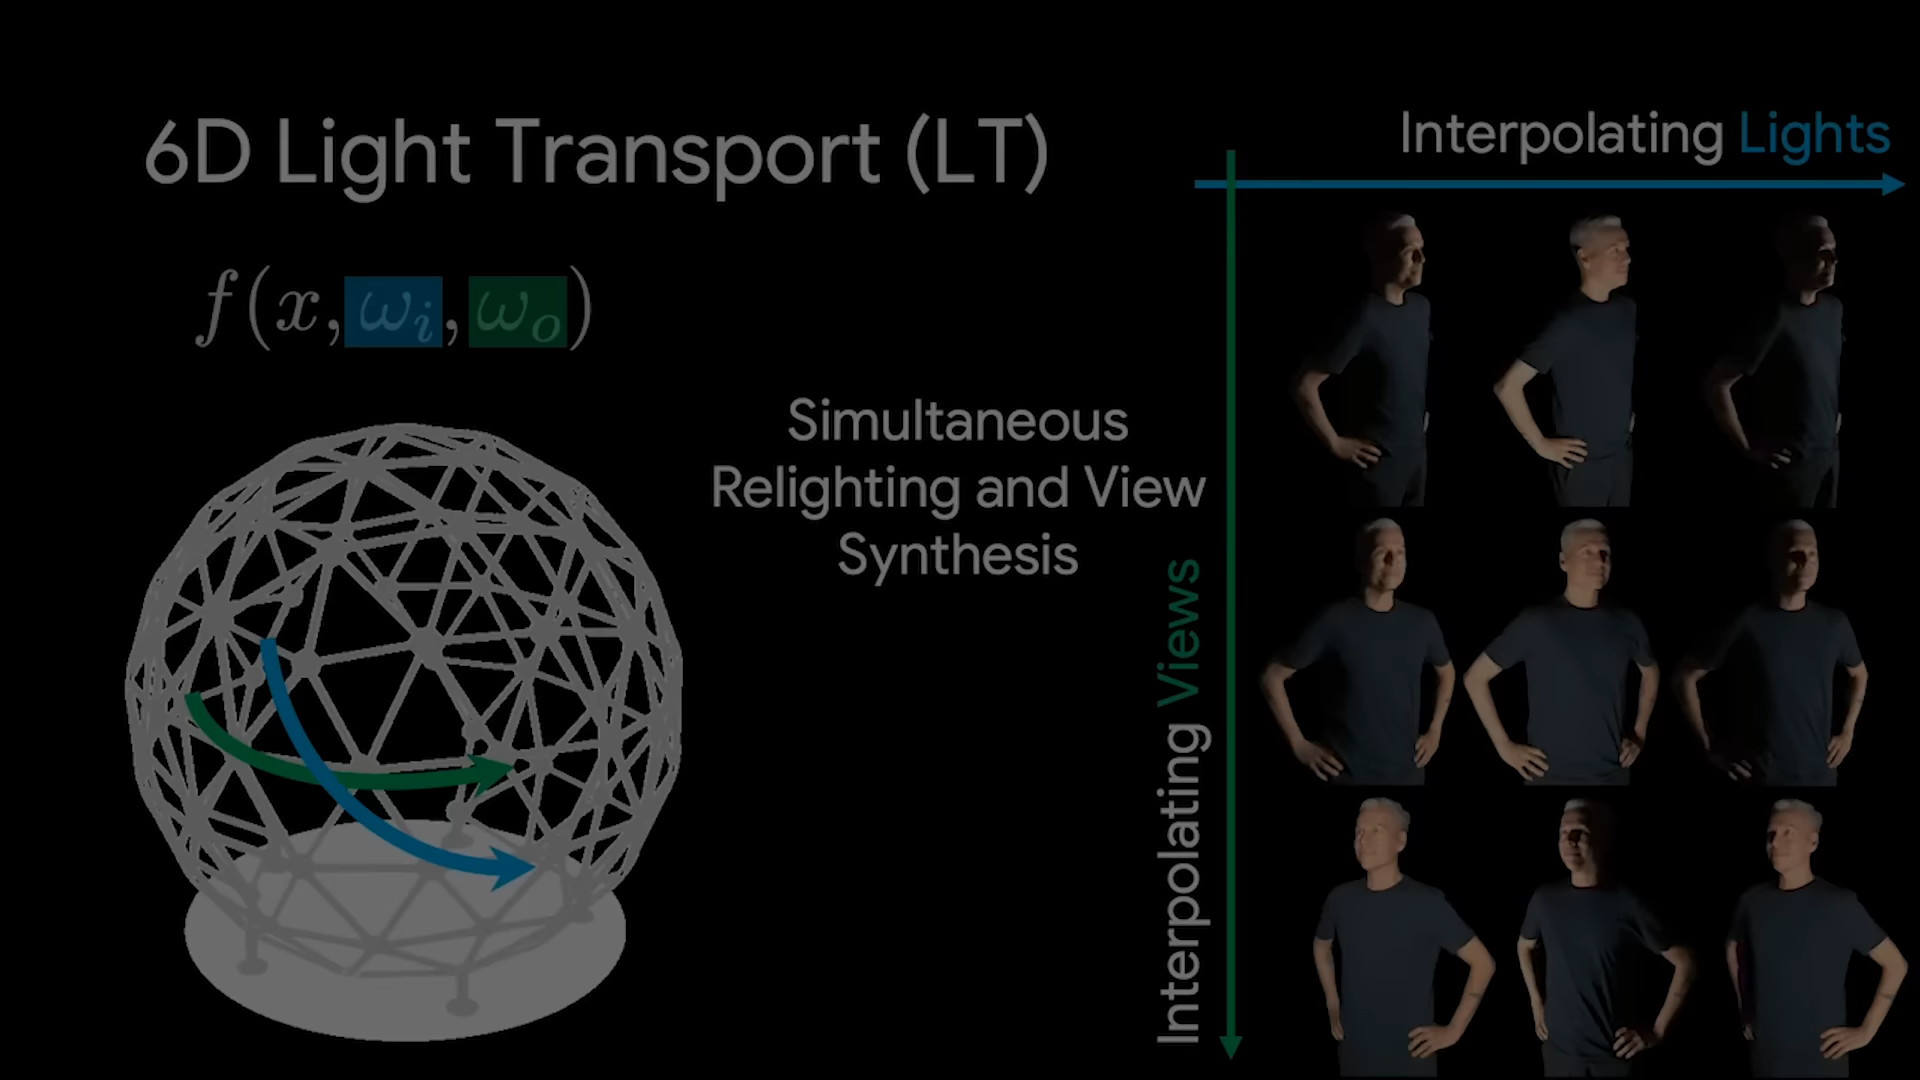 6D Light Transport (LT)
f(x, ωi, ωo)
Simultaneous
Relighting and View
Synthesis
Interpolating Lights
Interpolating Views